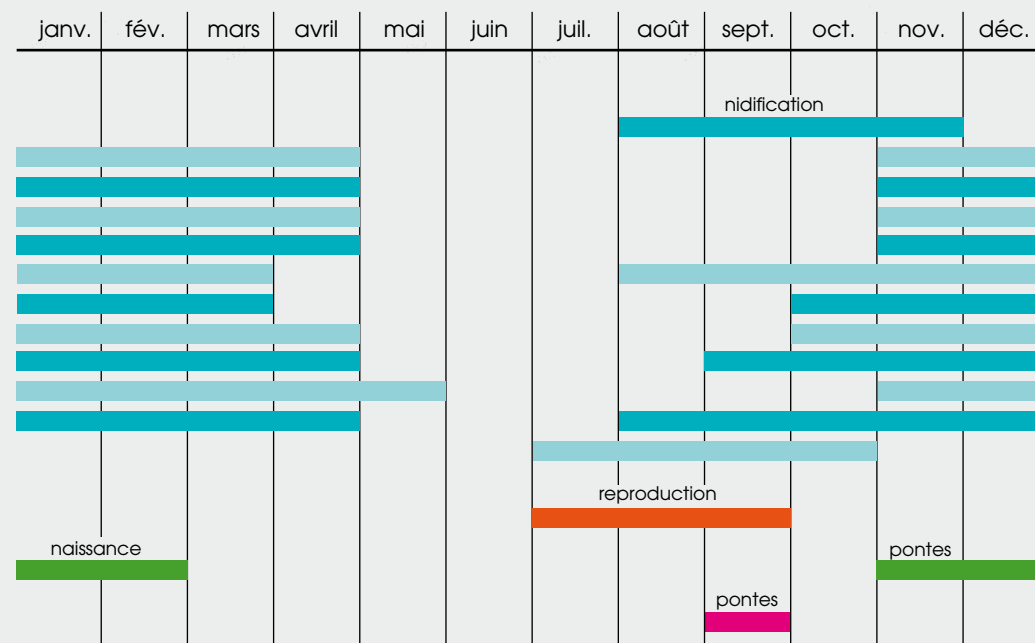 janv. fév. mars avril mai juin juil. août sept. oct. nov. déc.
nidification
reproduction
naissance pontes
pontes